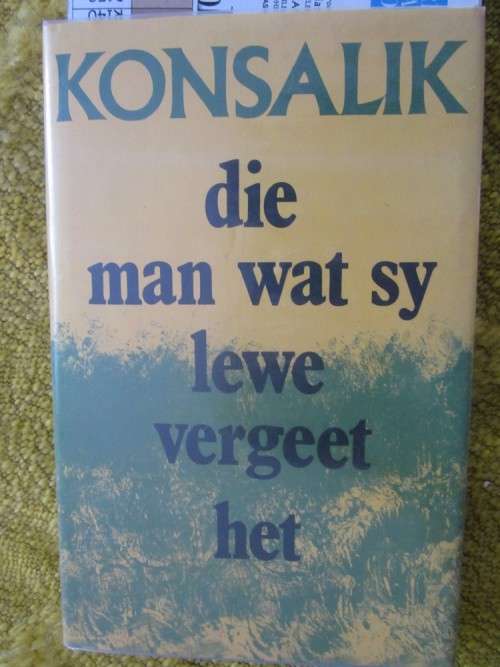 KONSALIK
die
man wat sy
lewe
vergeet
het